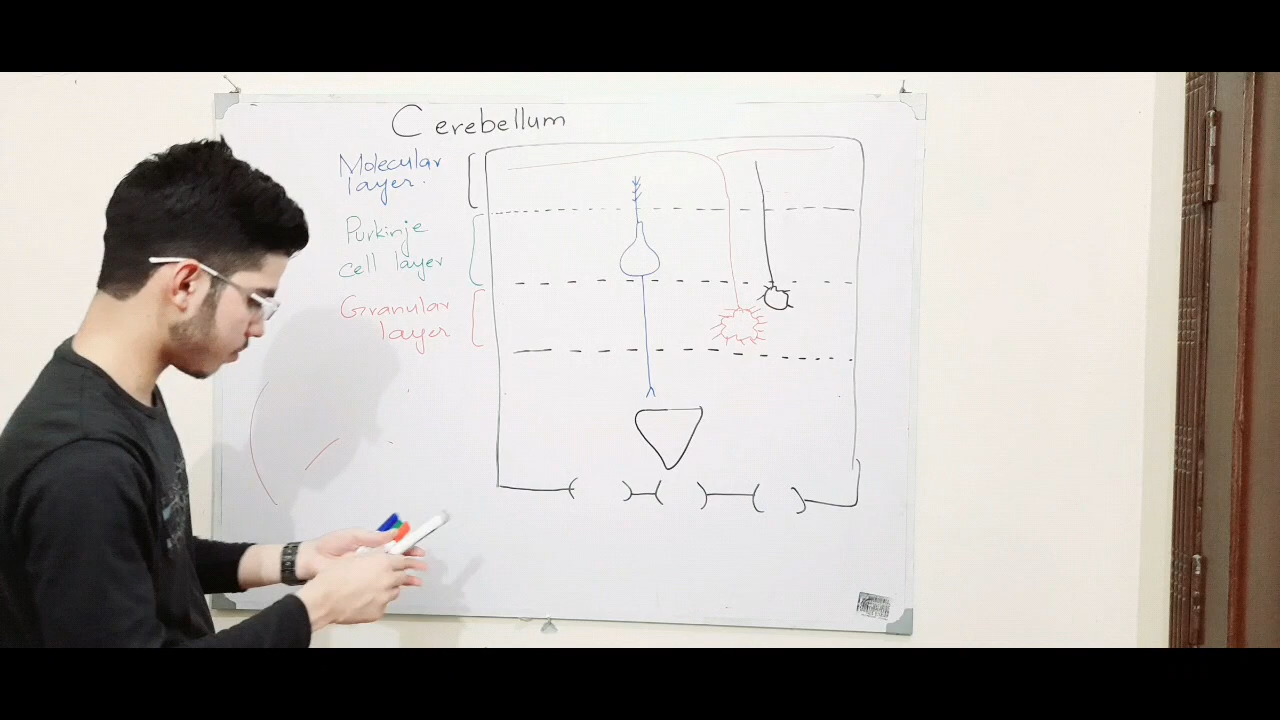 Cerebellum
Molecular
layer.
Purkinje
cell layer
Granular
layer